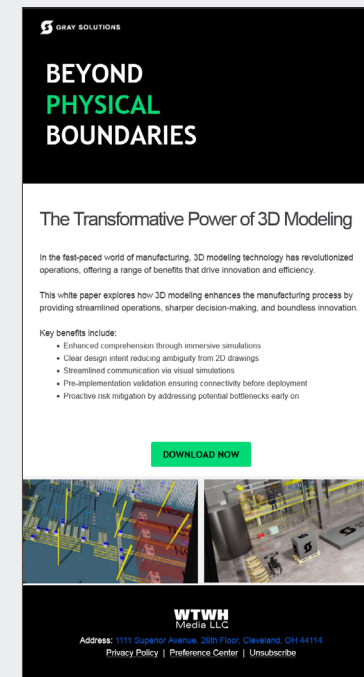 GRAY SOLUTIONS
BEYOND
PHYSICAL
BOUNDARIES
The Transformative Power of 3D Modeling
In the fast-paced world of manufacturing, 3D modeling technology has revolutionized
operations, offering a range of benefits that drive innovation and efficiency.
This white paper explores how 3D modeling enhances the manufacturing process by
providing streamlined operations, sharper decision-making, and boundless innovation.
Key benefits include:
• Enhanced comprehension through immersive simulations
• Clear design intent reducing ambiguity from 2D drawings
• Streamlined communication via visual simulations
• Pre-implementation validation ensuring connectivity before deployment
• Proactive risk mitigation by addressing potential bottlenecks early on
DOWNLOAD NOW
WTWH
Media LLC
Address: 1111 Superior Avenue, 26th Floor, Cleveland, OH 44114
Privacy Policy | Preference Center | Unsubscribe